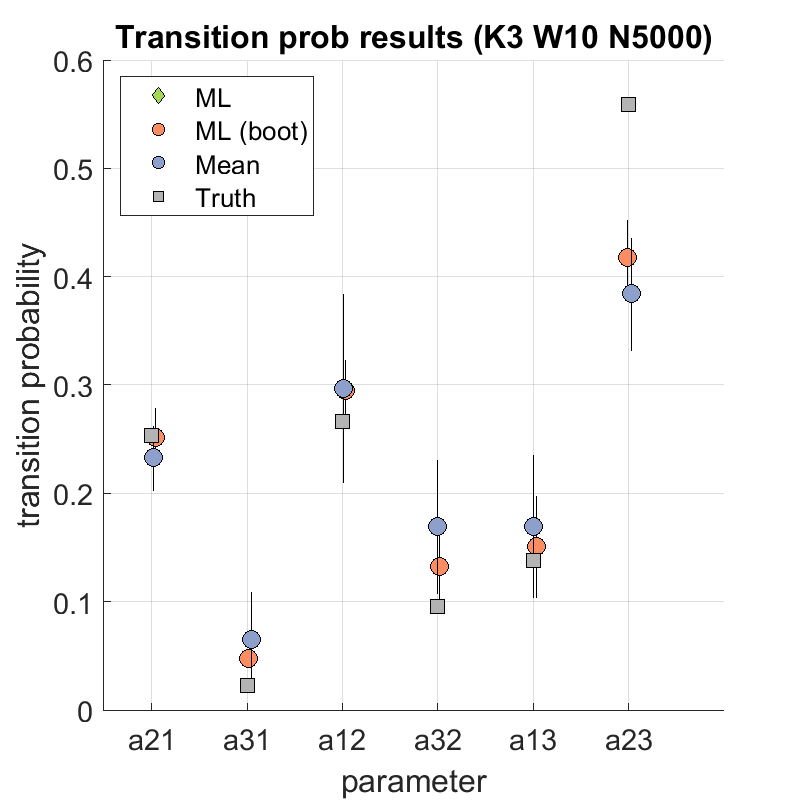 Transition prob results (K3 W10 N5000)
ML
ML (boot)
Mean
Truth
0.6
0.5
0.4
0.3
0.2
0.1
0
transition probability
a21 a31 a12 a32 a13 a23
parameter